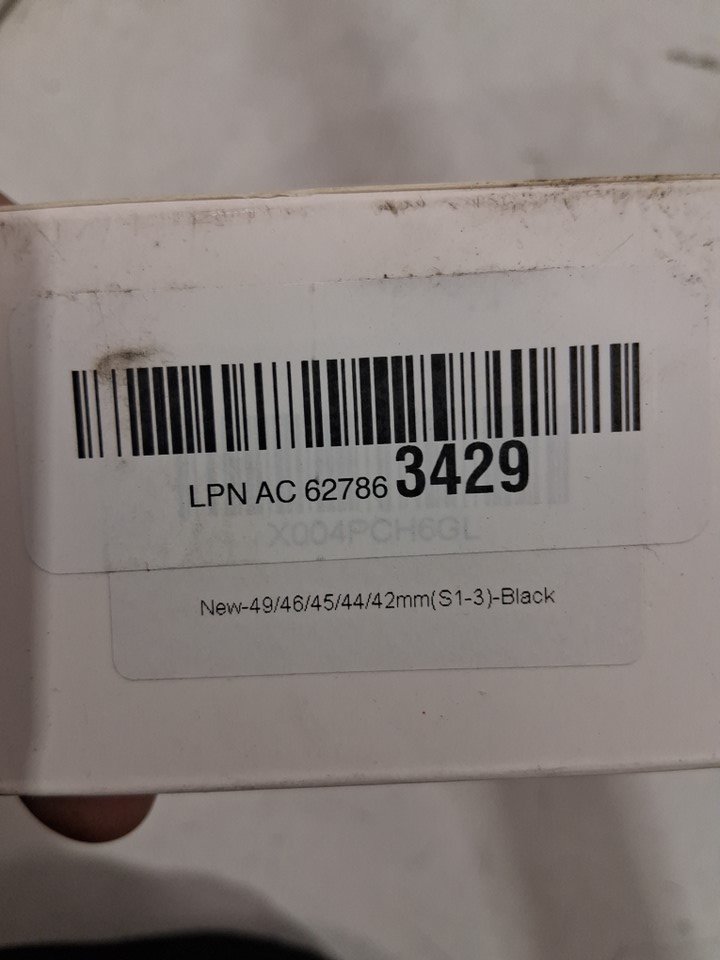 LPN AC 62786 3429
X004PCH6GL
New-49/46/45/44/42mm(S1-3)-Black